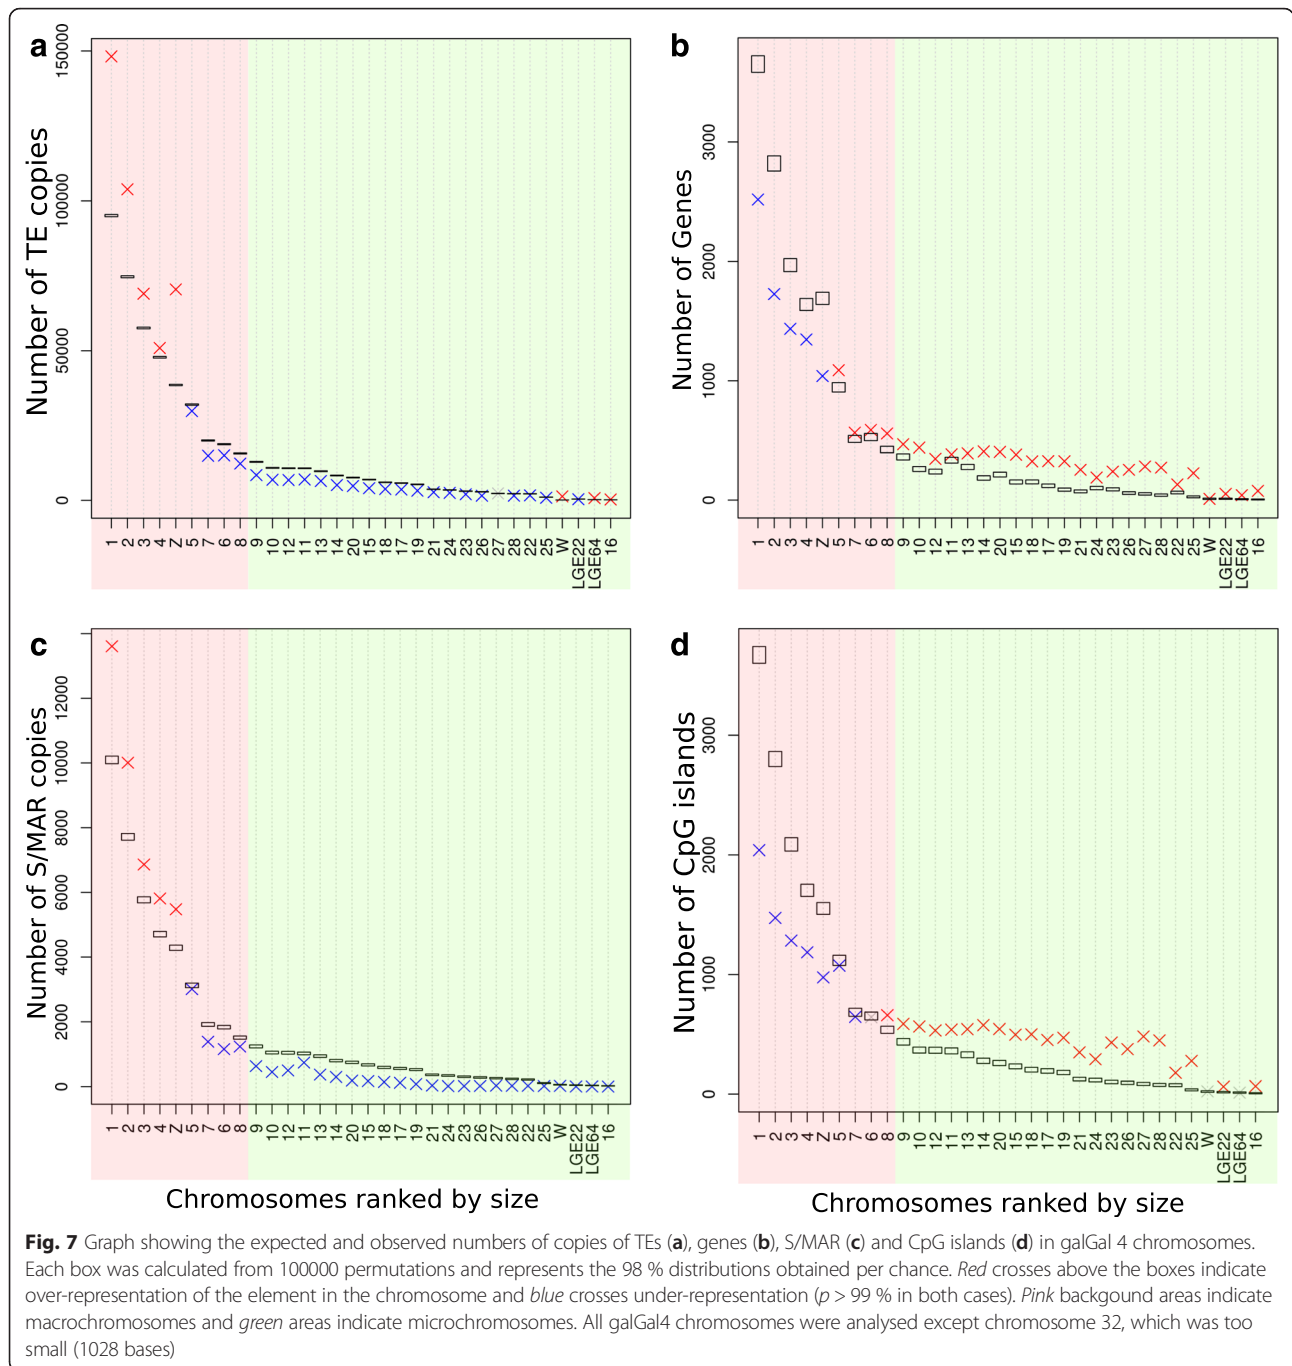 a
Number of TE copies
150000
100000
50000
0
1 2 3 4 Z 5 7 6 8 9 10 12 11 13 14 20 15 18 17 19 21 24 23 26 27 28 22 25 W LGE22 LGE64 16
b
Number of Genes
3000
2000
1000
0
1 2 3 4 Z 5 7 6 8 9 10 12 11 13 14 20 15 18 17 19 21 24 23 26 27 28 22 25 W LGE22 LGE64 16
c
Number of S/MAR copies
12000
10000
8000
6000
4000
2000
0
1 2 3 4 Z 5 7 6 8 9 10 12 11 13 14 20 15 18 17 19 21 24 23 26 27 28 22 25 W LGE22 LGE64 16
Chromosomes ranked by size
d
Number of CpG islands
3000
2000
1000
0
1 2 3 4 Z 5 7 6 8 9 10 12 11 13 14 20 15 18 17 19 21 24 23 26 27 28 22 25 W LGE22 LGE64 16
Chromosomes ranked by size
Fig. 7 Graph showing the expected and observed numbers of copies of TEs (a), genes (b), S/MAR (c) and CpG islands (d) in galGal 4 chromosomes.
Each box was calculated from 100000 permutations and represents the 98 % distributions obtained per chance. Red crosses above the boxes indicate
over-representation of the element in the chromosome and blue crosses under-representation (p > 99 % in both cases). Pink backgound areas indicate
macrochromosomes and green areas indicate microchromosomes. All galGal4 chromosomes were analysed except chromosome 32, which was too
small (1028 bases)